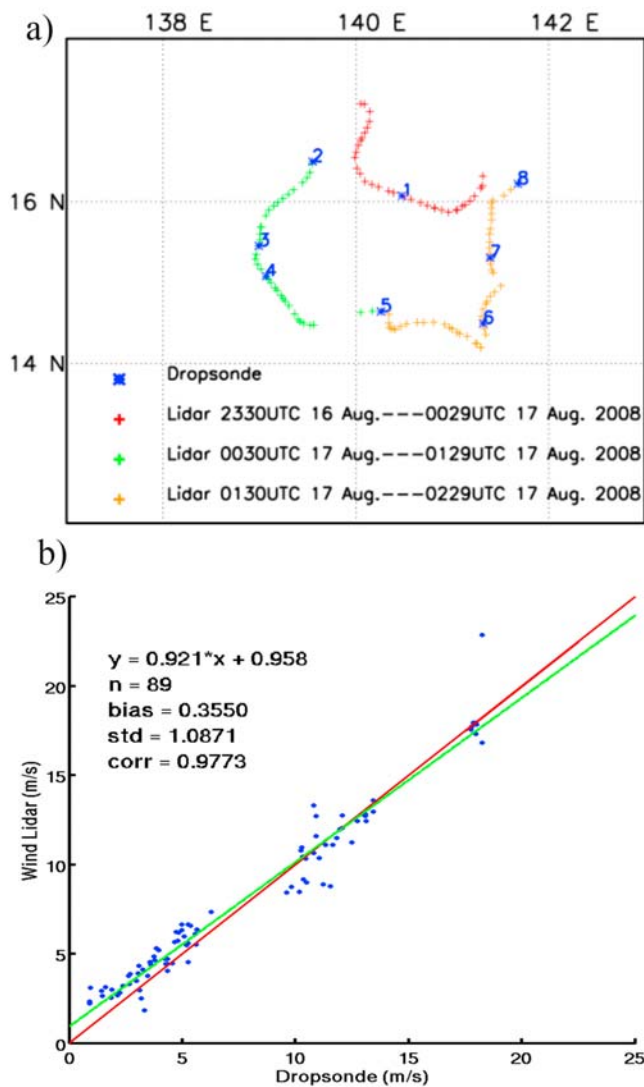 a)
138 E 140 E 142 E
2
8
1
16 N
3
7
4
5
6
14 N
Dropsonde
Lidar 2330UTC 16 Aug.---0029UTC 17 Aug. 2008
Lidar 0030UTC 17 Aug.---0129UTC 17 Aug. 2008
Lidar 0130UTC 17 Aug.---0229UTC 17 Aug. 2008
b)
25
y = 0.921*x + 0.958
n = 89
20
bias = 0.3550
std = 1.0871
corr = 0.9773
15
Wind Lidar (m/s)
10
5
0
0 5 10 15 20 25
Dropsonde (m/s)